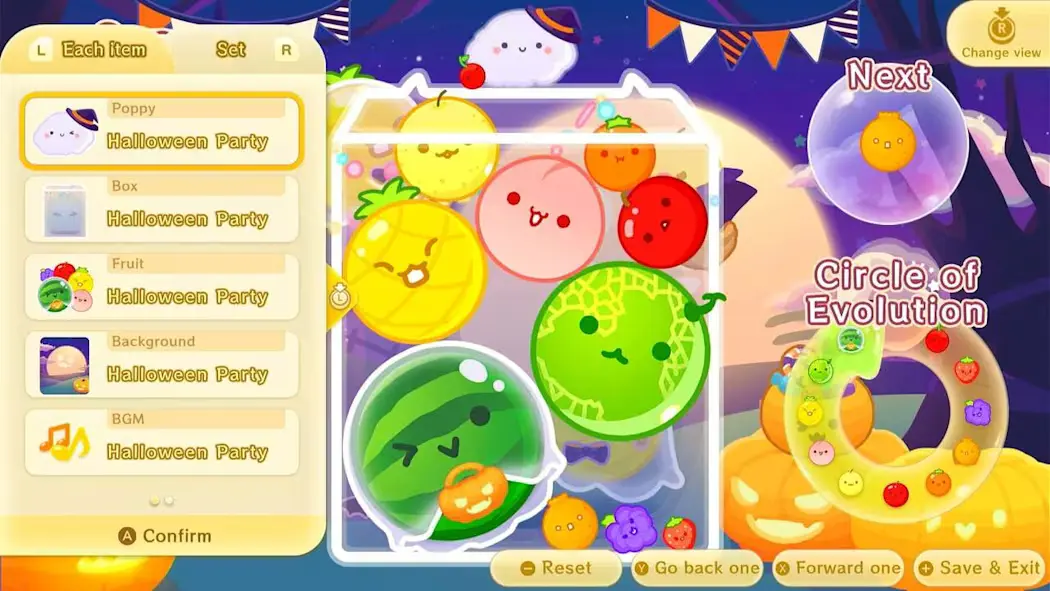 L Each item Set R
Poppy
Halloween Party
Box
Halloween Party
Fruit
Halloween Party
Background
Halloween Party
BGM
Halloween Party
A Confirm
L
R
Change view
Next
Circle of
Evolution
− Reset
Y Go back one
X Forward one
+ Save & Exit